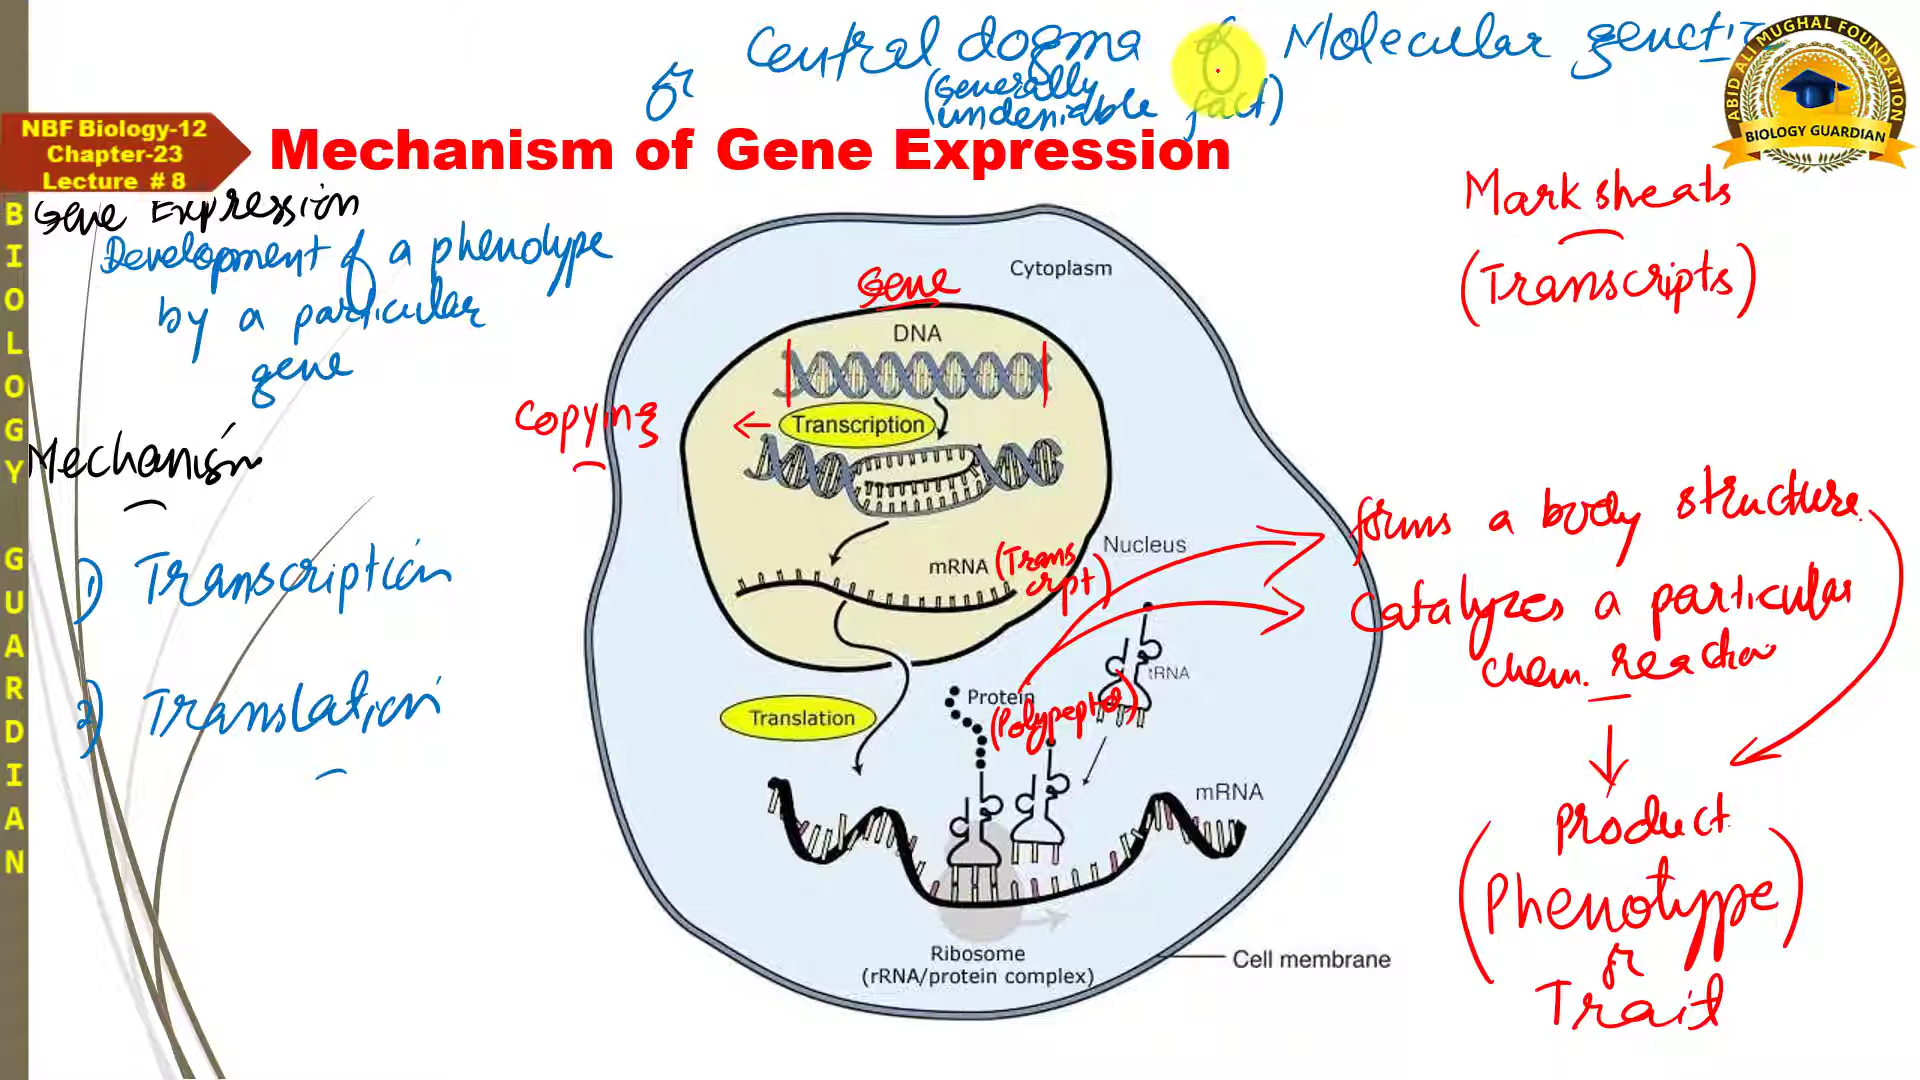 Central dogma of Molecular genetics
or
(Generally
undeniable fact)
ABID ALI MUGHAL FOUNDATION
BIOLOGY GUARDIAN
NBF Biology-12
Chapter-23
Lecture # 8
Mechanism of Gene Expression
BIOLOGY GUARDIAN
Gene Expression
Development of a phenotype
by a particular
gene
Mechanism
1) Transcription
2) Translation
Mark sheats
(Transcripts)
Cytoplasm
Gene
DNA
Copying ← Transcription
Nucleus
mRNA (Trans
cript)
forms a body structure
Catalyzes a particular
chem. reaction
tRNA
Protein
(Polypeptide)
Translation
mRNA
Product
(Phenotype)
or
Trait
Ribosome
(rRNA/protein complex)
Cell membrane